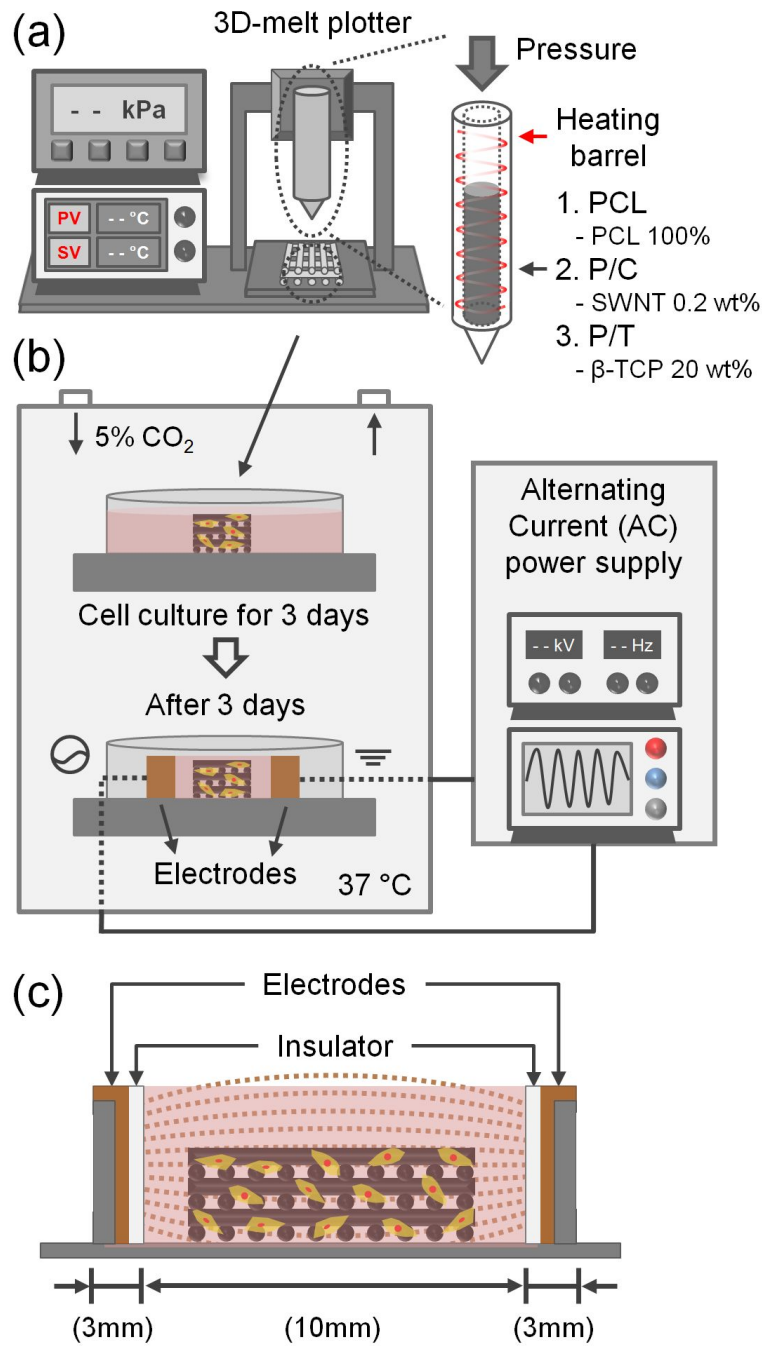 (a)
3D-melt plotter
Pressure
- - kPa
Heating
barrel
PV
- - °C
SV
- - °C
1. PCL
- PCL 100%
2. P/C
- SWNT 0.2 wt%
3. P/T
- β-TCP 20 wt%
(b)
5% CO₂
Cell culture for 3 days
After 3 days
Electrodes
37 °C
Alternating
Current (AC)
power supply
- - kV
- - Hz
(c)
Electrodes
Insulator
(3mm)
(10mm)
(3mm)